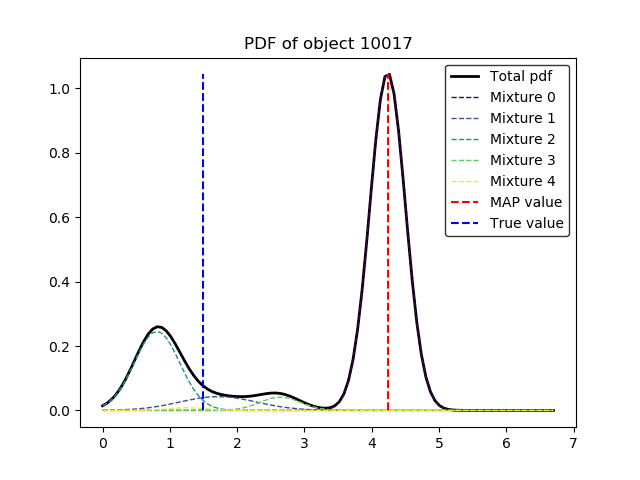 PDF of object 10017
1.0
0.8
0.6
0.4
0.2
0.0
0 1 2 3 4 5 6 7
Total pdf
Mixture 0
Mixture 1
Mixture 2
Mixture 3
Mixture 4
MAP value
True value